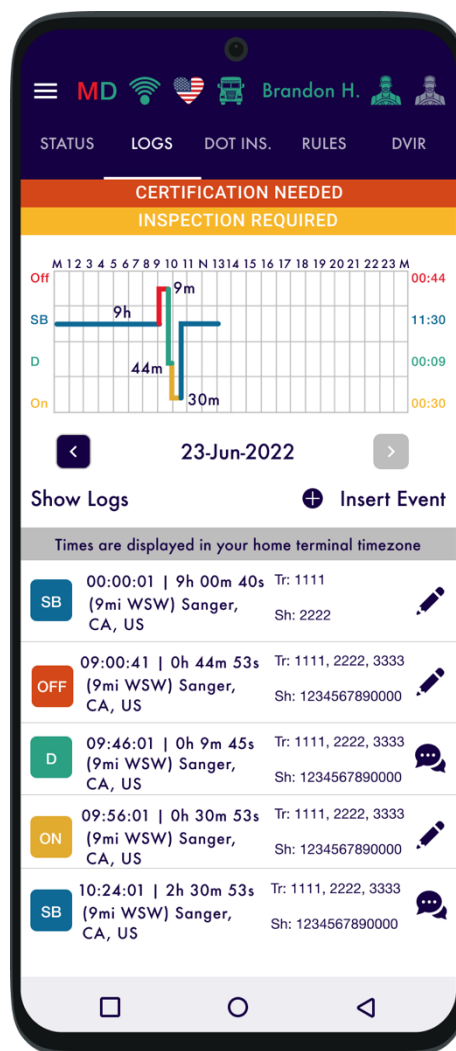 MD Brandon H.
STATUS LOGS DOT INS. RULES DVIR
CERTIFICATION NEEDED
INSPECTION REQUIRED
M 1 2 3 4 5 6 7 8 9 10 11 N 13 14 15 16 17 18 19 20 21 22 23 M
Off 9m 00:44
SB 9h 11:30
D 44m 00:09
On 30m 00:30
23-Jun-2022
Show Logs Insert Event
Times are displayed in your home terminal timezone
SB 00:00:01 | 9h 00m 40s Tr: 1111
(9mi WSW) Sanger, Sh: 2222
CA, US
OFF 09:00:41 | 0h 44m 53s Tr: 1111, 2222, 3333
(9mi WSW) Sanger, Sh: 1234567890000
CA, US
D 09:46:01 | 0h 9m 45s Tr: 1111, 2222, 3333
(9mi WSW) Sanger, Sh: 1234567890000
CA, US
ON 09:56:01 | 0h 30m 53s Tr: 1111, 2222, 3333
(9mi WSW) Sanger, Sh: 1234567890000
CA, US
SB 10:24:01 | 2h 30m 53s Tr: 1111, 2222, 3333
(9mi WSW) Sanger, Sh: 1234567890000
CA, US